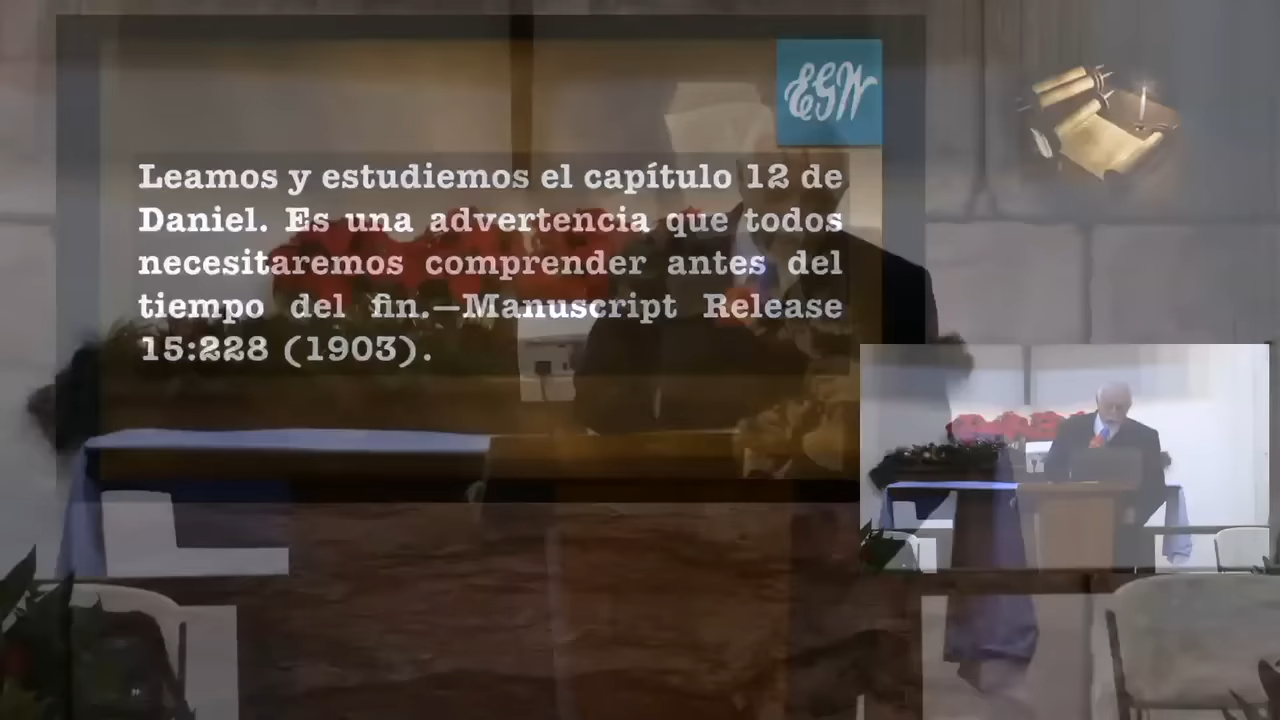 EGW
Leamos y estudiemos el capítulo 12 de
Daniel. Es una advertencia que todos
necesitaremos comprender antes del
tiempo del fin.—Manuscript Release
15:228 (1903).